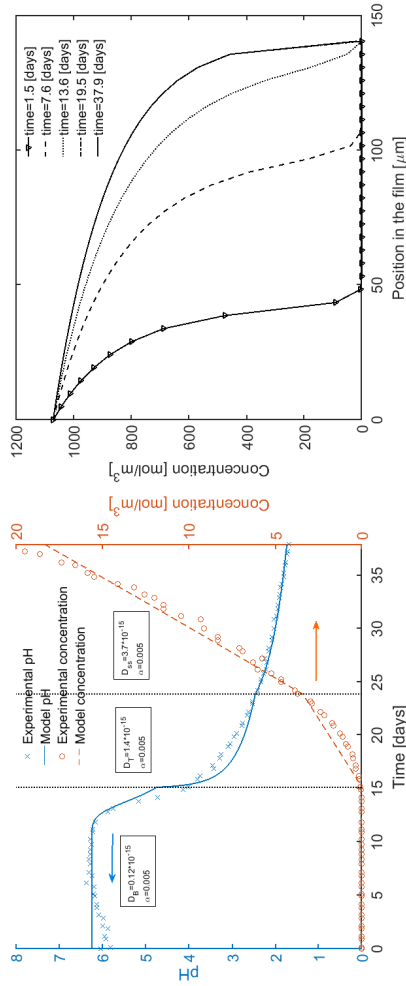 Experimental pH
Model pH
Experimental concentration
Model concentration
D_B=0.12*10^-15
α=0.005
D_T=1.4*10^-15
α=0.005
D_ss=3.7*10^-15
α=0.005
pH
0 1 2 3 4 5 6 7 8
Time [days]
0 5 10 15 20 25 30 35
Concentration [mol/m³]
0 5 10 15 20
time=1.5 [days]
time=7.6 [days]
time=13.6 [days]
time=19.5 [days]
time=37.9 [days]
Concentration [mol/m³]
0 200 400 600 800 1000 1200
Position in the film [μm]
0 50 100 150